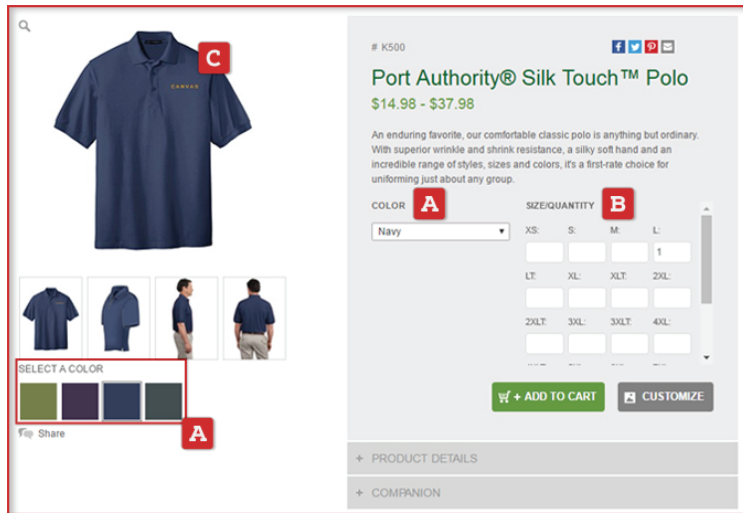 C
CANVAS
SELECT A COLOR
A
Share
# K500
Port Authority® Silk Touch™ Polo
$14.98 - $37.98
An enduring favorite, our comfortable classic polo is anything but ordinary.
With superior wrinkle and shrink resistance, a silky soft hand and an
incredible range of styles, sizes and colors, it's a first-rate choice for
uniforming just about any group.
COLOR A SIZE/QUANTITY B
Navy
XS: S: M: L:
1
LT: XL: XLT: 2XL:
2XLT: 3XL: 3XLT: 4XL:
+ ADD TO CART CUSTOMIZE
+ PRODUCT DETAILS
+ COMPANION